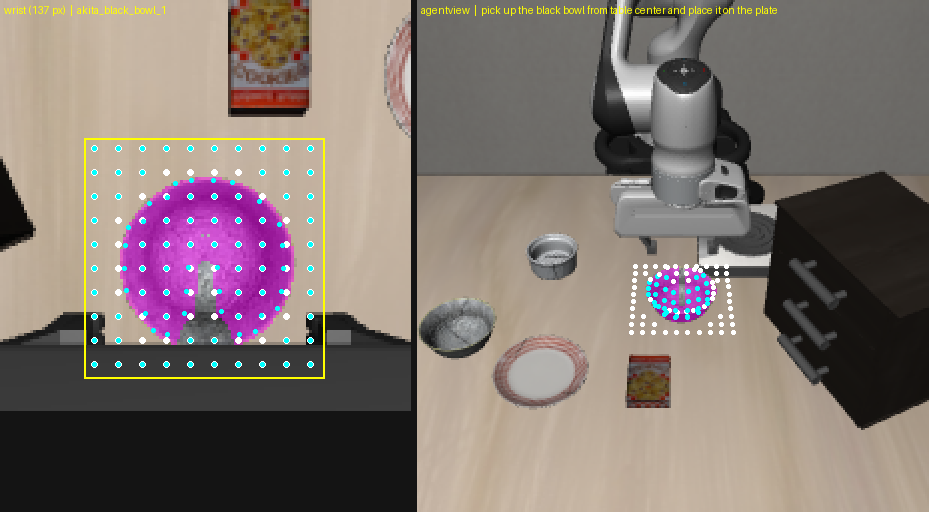 wrist (137 px) | akita_black_bowl_1
agentview | pick up the black bowl from table center and place it on the plate
COOKIES